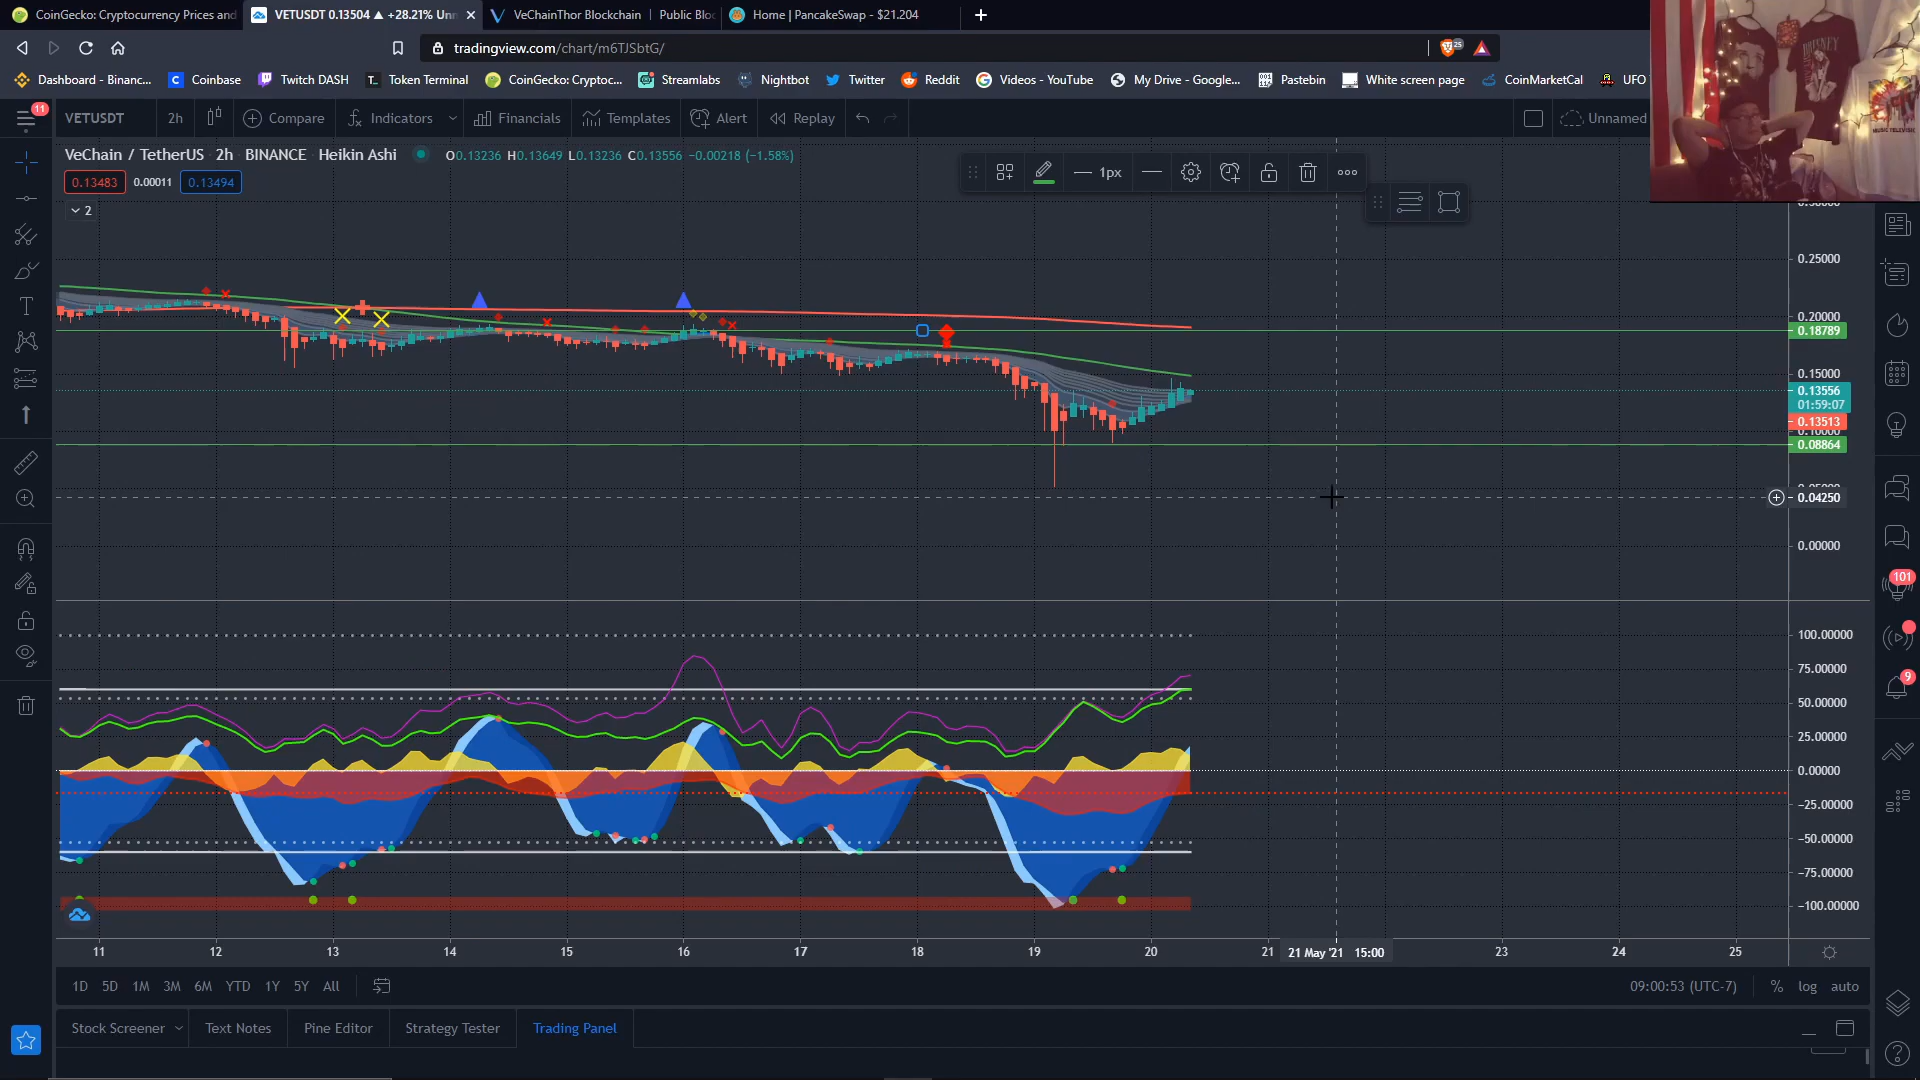 CoinGecko: Cryptocurrency Prices and
VETUSDT 0.13504 ▲ +28.21% Unn
VeChainThor Blockchain | Public Bloc
Home | PancakeSwap - $21.204
tradingview.com/chart/m6TJSbtG/
25
Dashboard - Binanc...
Coinbase
Twitch DASH
Token Terminal
CoinGecko: Cryptoc...
Streamlabs
Nightbot
Twitter
Reddit
Videos - YouTube
My Drive - Google...
Pastebin
White screen page
CoinMarketCal
UFO
11
VETUSDT
2h
Compare
Indicators
Financials
Templates
Alert
Replay
Unnamed
VeChain / TetherUS 2h BINANCE Heikin Ashi
O0.13236 H0.13649 L0.13236 C0.13556 −0.00218 (−1.58%)
0.13483 0.00011 0.13494
2
1px
0.25000
0.20000
0.18789
0.15000
0.13556
01:59:07
0.13513
0.10000
0.08864
0.04250
0.00000
101
9
100.00000
75.00000
50.00000
25.00000
0.00000
−25.00000
−50.00000
−75.00000
−100.00000
11 12 13 14 15 16 17 18 19 20 21 21 May '21 15:00 23 24 25
1D 5D 1M 3M 6M YTD 1Y 5Y All
09:00:53 (UTC-7) % log auto
Stock Screener
Text Notes
Pine Editor
Strategy Tester
Trading Panel